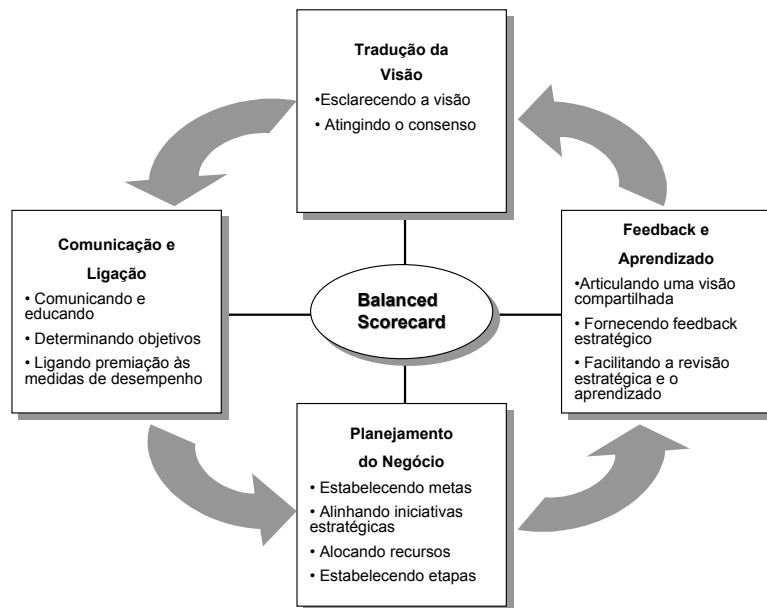 Tradução da
Visão
•Esclarecendo a visão
• Atingindo o consenso
Comunicação e
Ligação
• Comunicando e
educando
• Determinando objetivos
• Ligando premiação às
medidas de desempenho
Balanced
Scorecard
Feedback e
Aprendizado
•Articulando uma visão
compartilhada
• Fornecendo feedback
estratégico
• Facilitando a revisão
estratégica e o
aprendizado
Planejamento
do Negócio
• Estabelecendo metas
• Alinhando iniciativas
estratégicas
• Alocando recursos
• Estabelecendo etapas